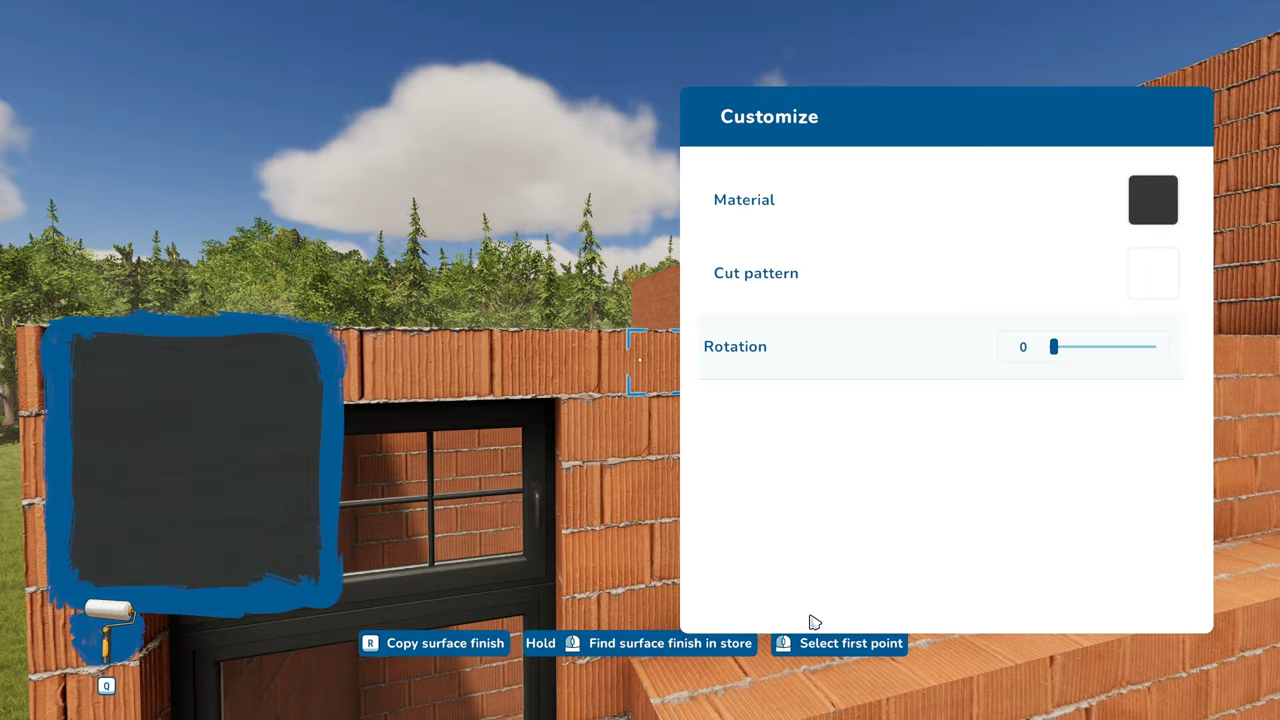 Customize
Material
Cut pattern
Rotation 0
R Copy surface finish Hold Find surface finish in store Select first point
Q